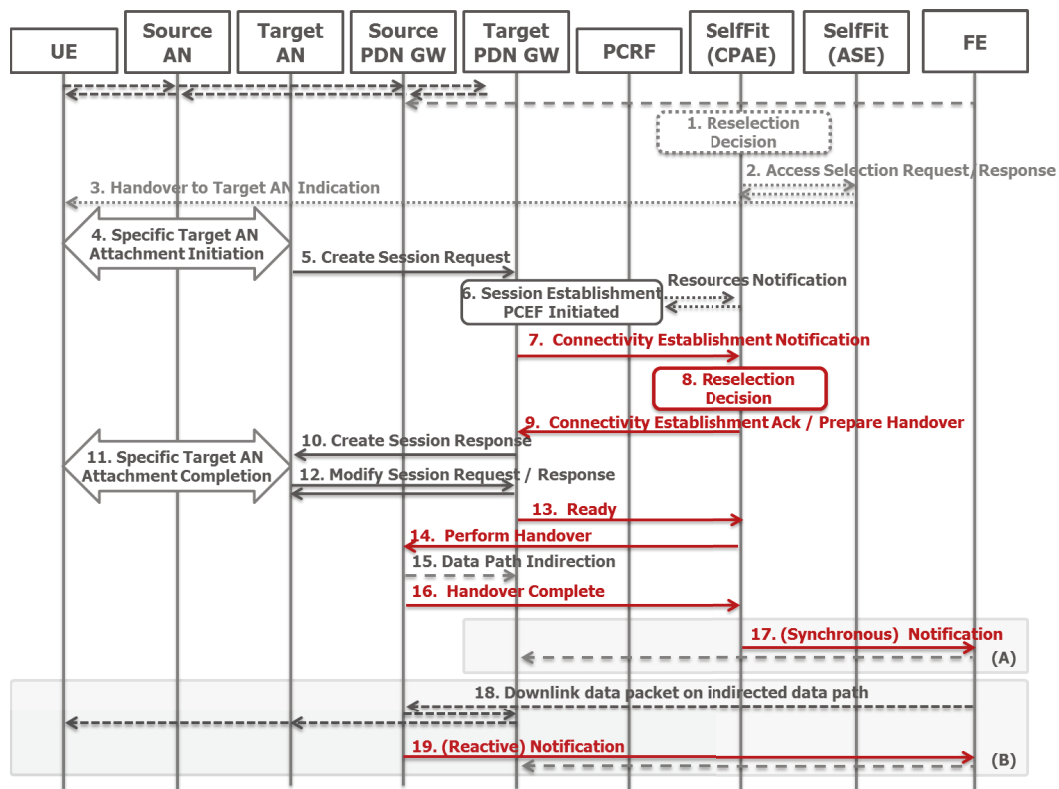 UE
Source
AN
Target
AN
Source
PDN GW
Target
PDN GW
PCRF
SelfFit
(CPAE)
SelfFit
(ASE)
FE
1. Reselection
Decision
2. Access Selection Request/Response
3. Handover to Target AN Indication
4. Specific Target AN
Attachment Initiation
5. Create Session Request
6. Session Establishment
PCEF Initiated
Resources Notification
7. Connectivity Establishment Notification
8. Reselection
Decision
9. Connectivity Establishment Ack / Prepare Handover
10. Create Session Response
11. Specific Target AN
Attachment Completion
12. Modify Session Request / Response
13. Ready
14. Perform Handover
15. Data Path Indirection
16. Handover Complete
17. (Synchronous) Notification
(A)
18. Downlink data packet on indirected data path
19. (Reactive) Notification
(B)